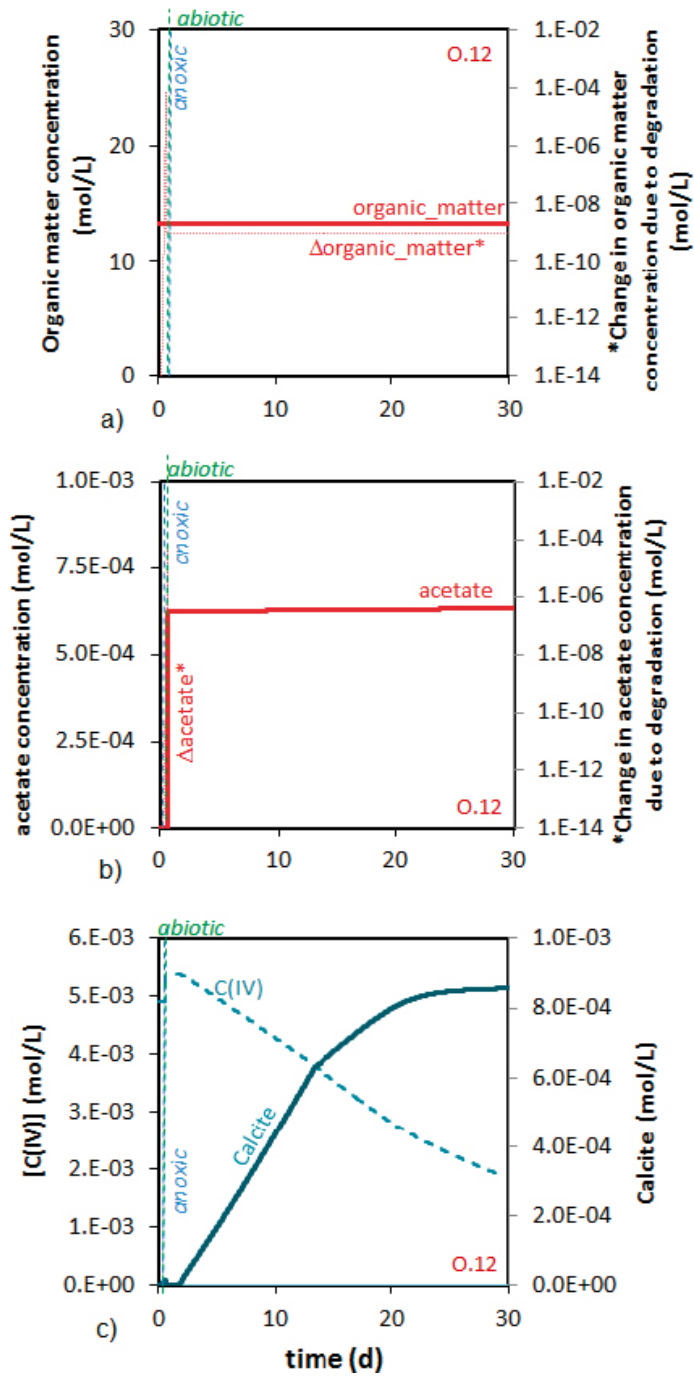 abiotic
30
20
10
0
Organic matter concentration
(mol/L)
anoxic
O.12
organic_matter
Δorganic_matter*
1.E-02
1.E-04
1.E-06
1.E-08
1.E-10
1.E-12
1.E-14
*Change in organic matter
concentration due to degradation
(mol/L)
0 10 20 30
a)
abiotic
1.0E-03
7.5E-04
5.0E-04
2.5E-04
0.0E+00
acetate concentration (mol/L)
anoxic
acetate
Δacetate*
O.12
1.E-02
1.E-04
1.E-06
1.E-08
1.E-10
1.E-12
1.E-14
*Change in acetate concentration
due to degradation (mol/L)
0 10 20 30
b)
abiotic
6.E-03
5.E-03
4.E-03
3.E-03
2.E-03
1.E-03
0.E+00
[C(IV)] (mol/L)
C(IV)
Calcite
anoxic
O.12
1.0E-03
8.0E-04
6.0E-04
4.0E-04
2.0E-04
0.0E+00
Calcite (mol/L)
0 10 20 30
c)
time (d)